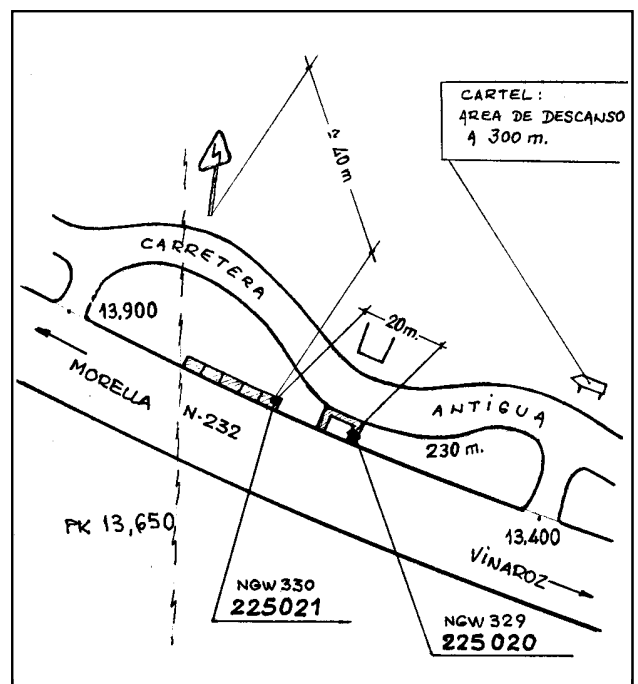 CARTEL:
AREA DE DESCANSO
A 300 m.
≈ 40 m
CARRETERA
13,900
20m.
MORELLA
N-232
ANTIGUA
230 m.
PK 13,650
13,400
VINAROZ
NGW 330
225021
NGW 329
225020